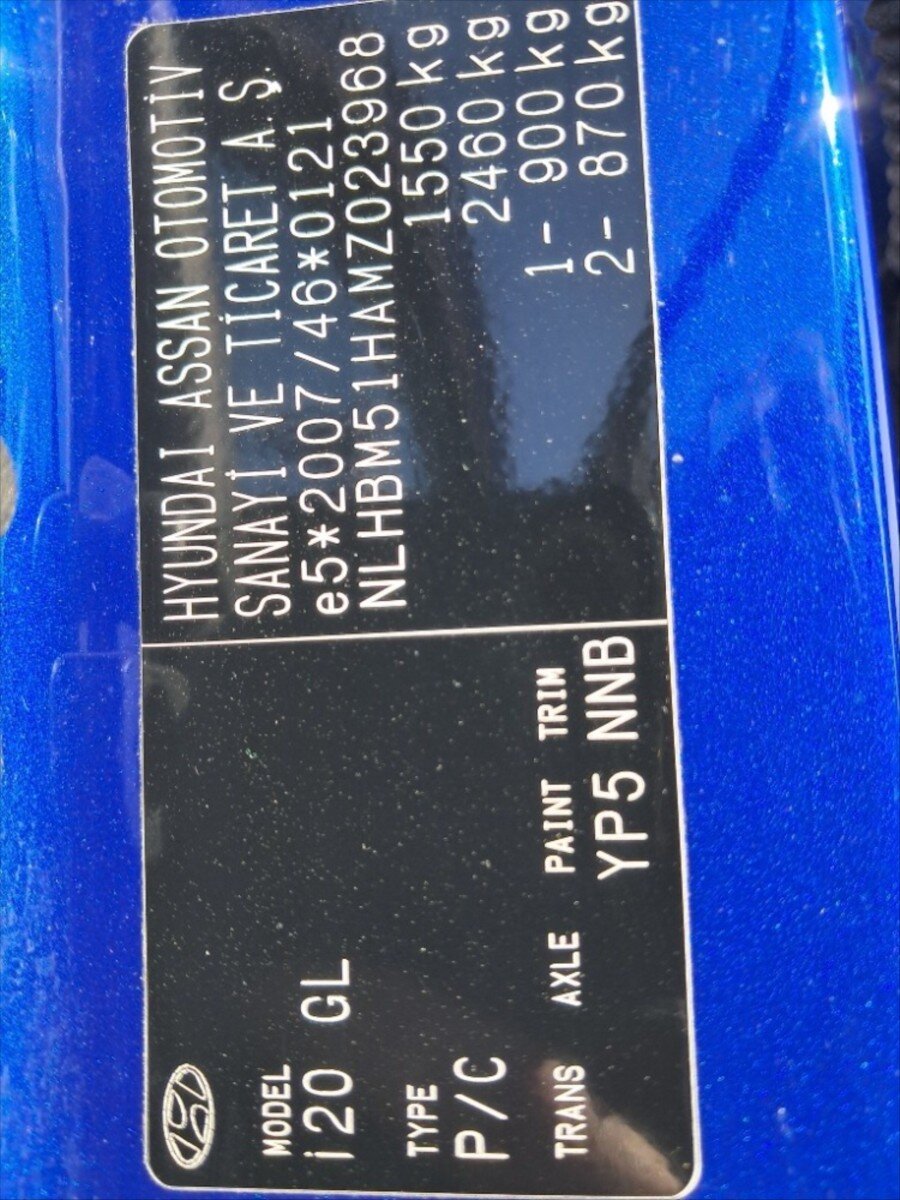 MODEL
i20 GL
TYPE
P/C
TRANS AXLE PAINT TRIM
YP5 NNB
HYUNDAI ASSAN OTOMOTİV
SANAYİ VE TİCARET A.Ş.
e5*2007/46*0121
NLHBM51HAMZ023968
1550 kg
2460 kg
1- 900 kg
2- 870 kg